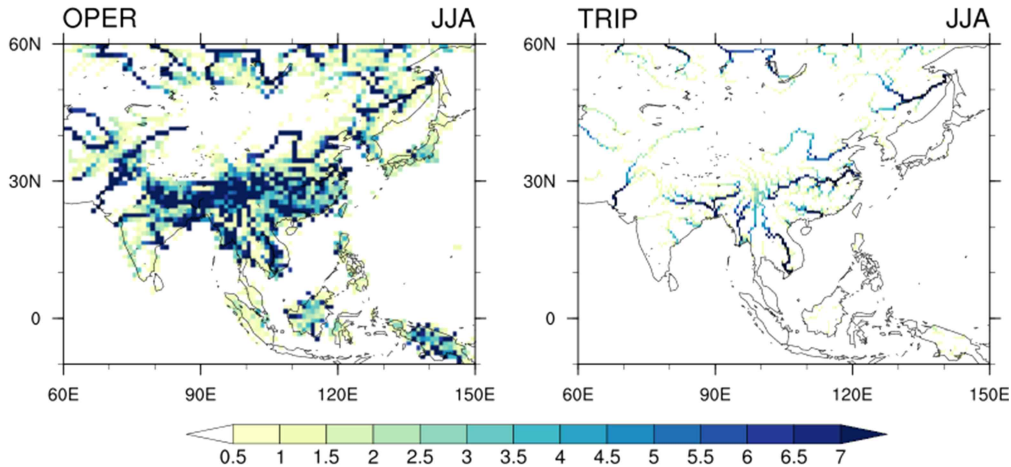 OPER JJA TRIP JJA
60N 60N
30N 30N
0 0
60E 90E 120E 150E 60E 90E 120E 150E
0.5 1 1.5 2 2.5 3 3.5 4 4.5 5 5.5 6 6.5 7